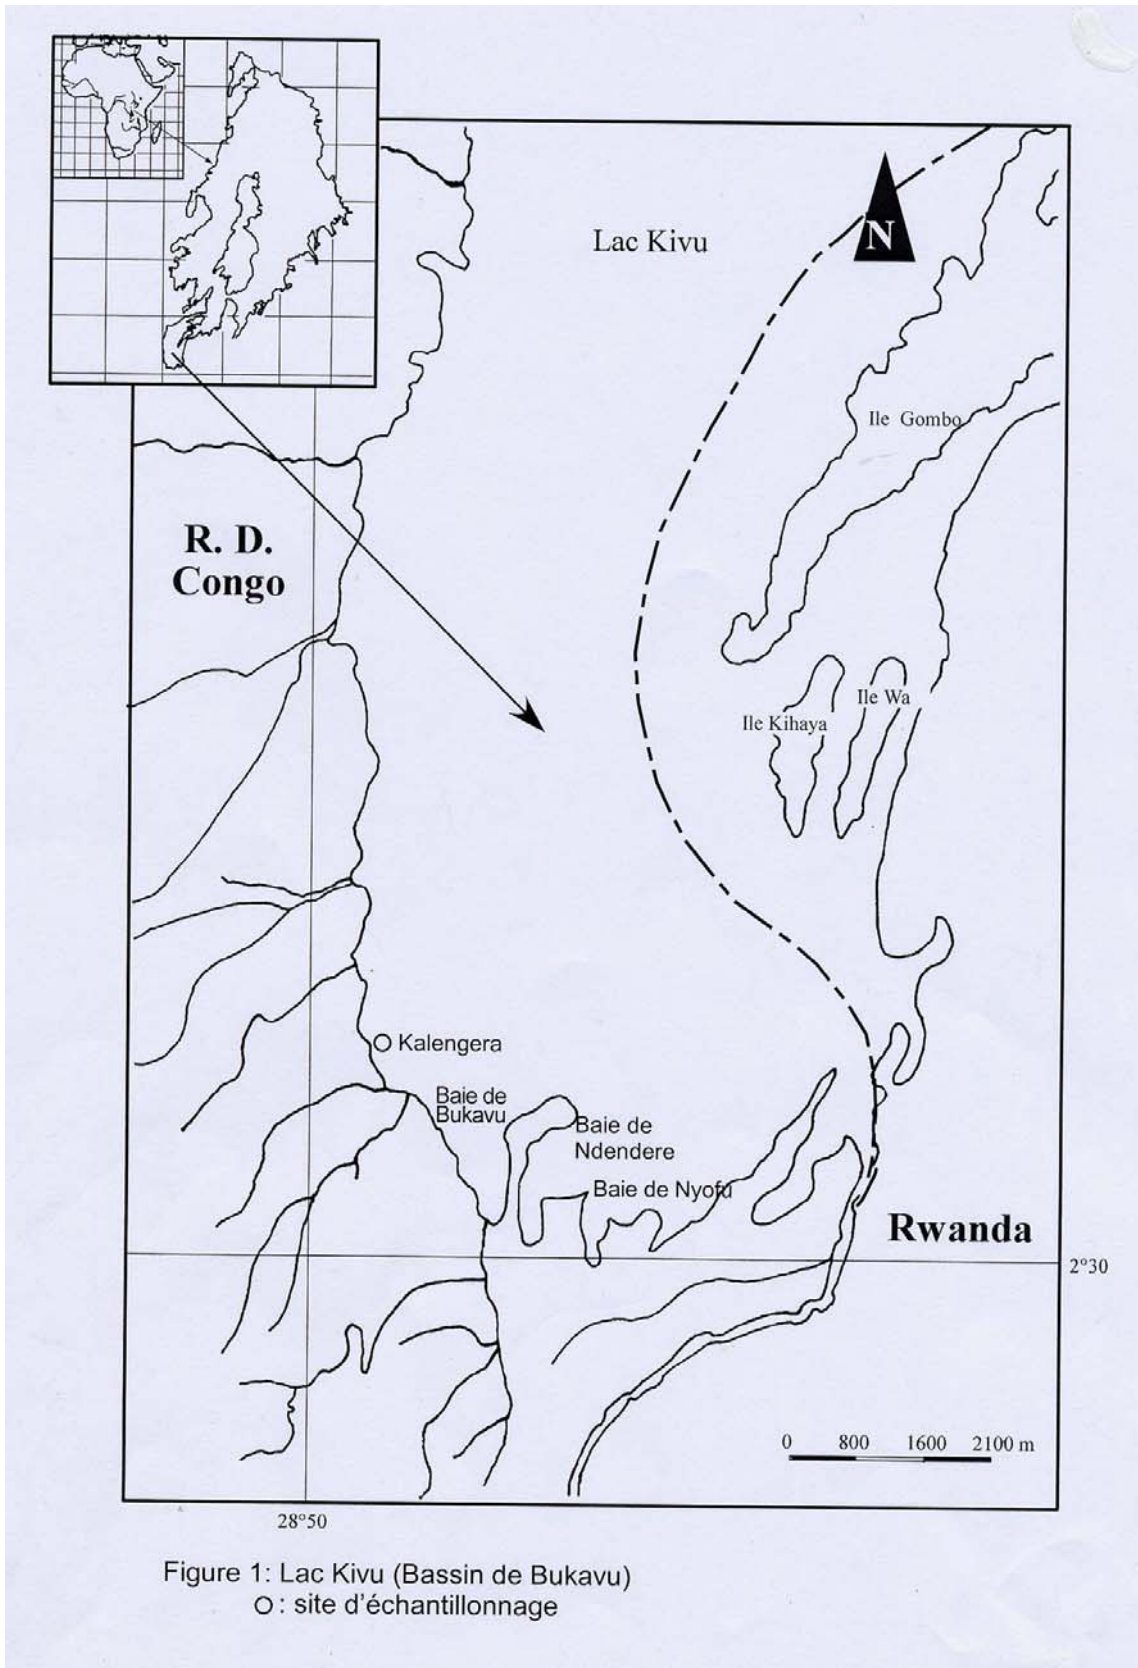 N
Lac Kivu
Ile Gombo
R. D.
Congo
Ile Wa
Ile Kihaya
Kalengera
Baie de
Bukavu
Baie de
Ndendere
Baie de Nyofu
Rwanda
2°30
0 800 1600 2100 m
28°50
Figure 1: Lac Kivu (Bassin de Bukavu)
O : site d'échantillonnage